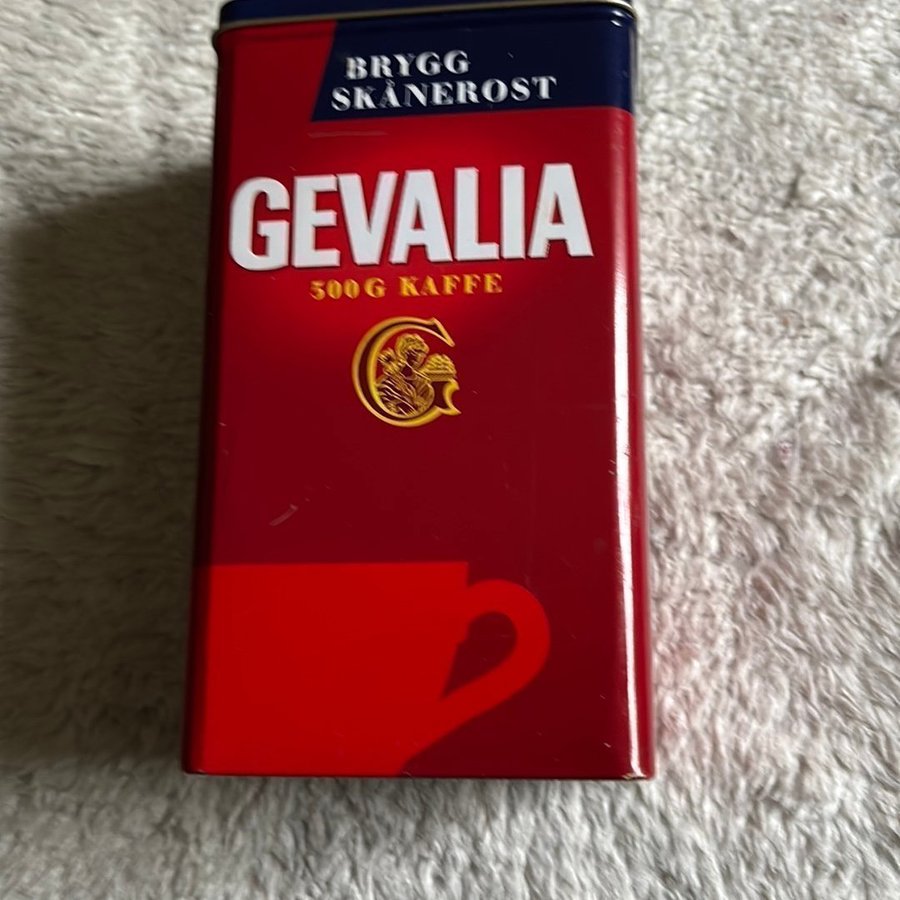 BRYGG
SKÅNEROST
GEVALIA
500G KAFFE
G